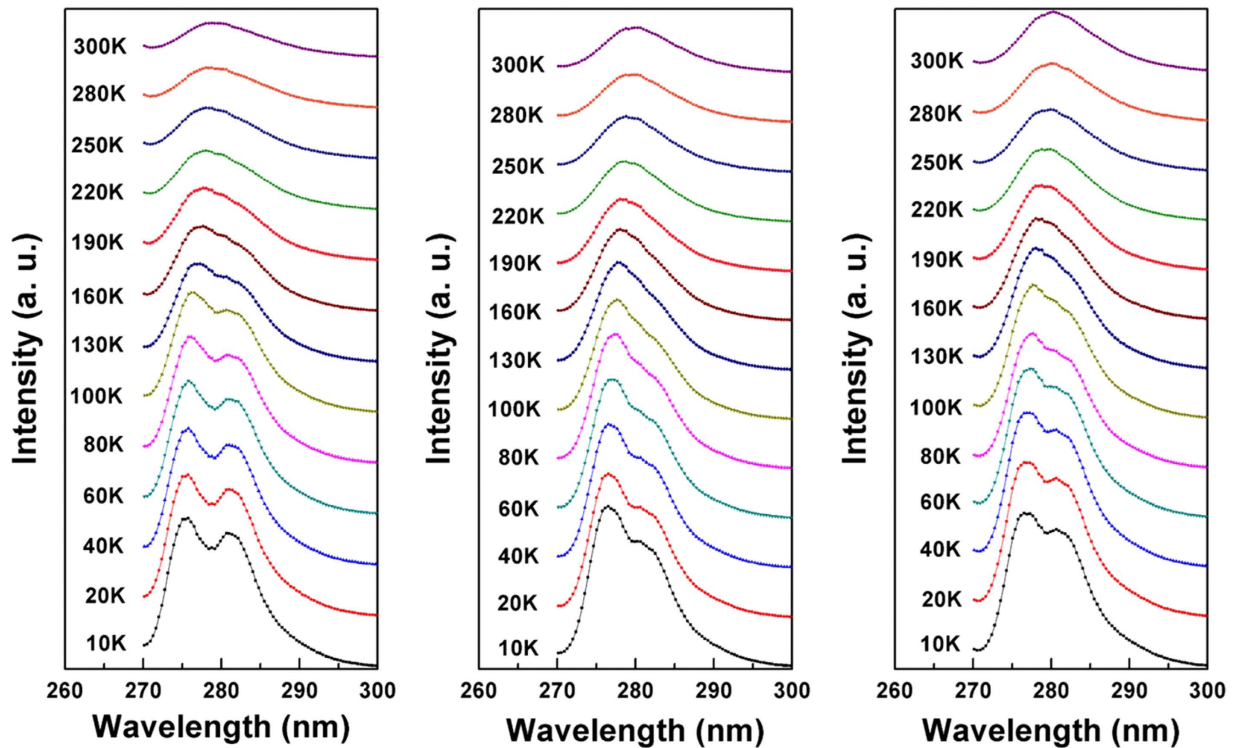 Intensity (a. u.)
300K
280K
250K
220K
190K
160K
130K
100K
80K
60K
40K
20K
10K
260 270 280 290 300
Wavelength (nm)
Intensity (a. u.)
300K
280K
250K
220K
190K
160K
130K
100K
80K
60K
40K
20K
10K
260 270 280 290 300
Wavelength (nm)
Intensity (a. u.)
300K
280K
250K
220K
190K
160K
130K
100K
80K
60K
40K
20K
10K
260 270 280 290 300
Wavelength (nm)